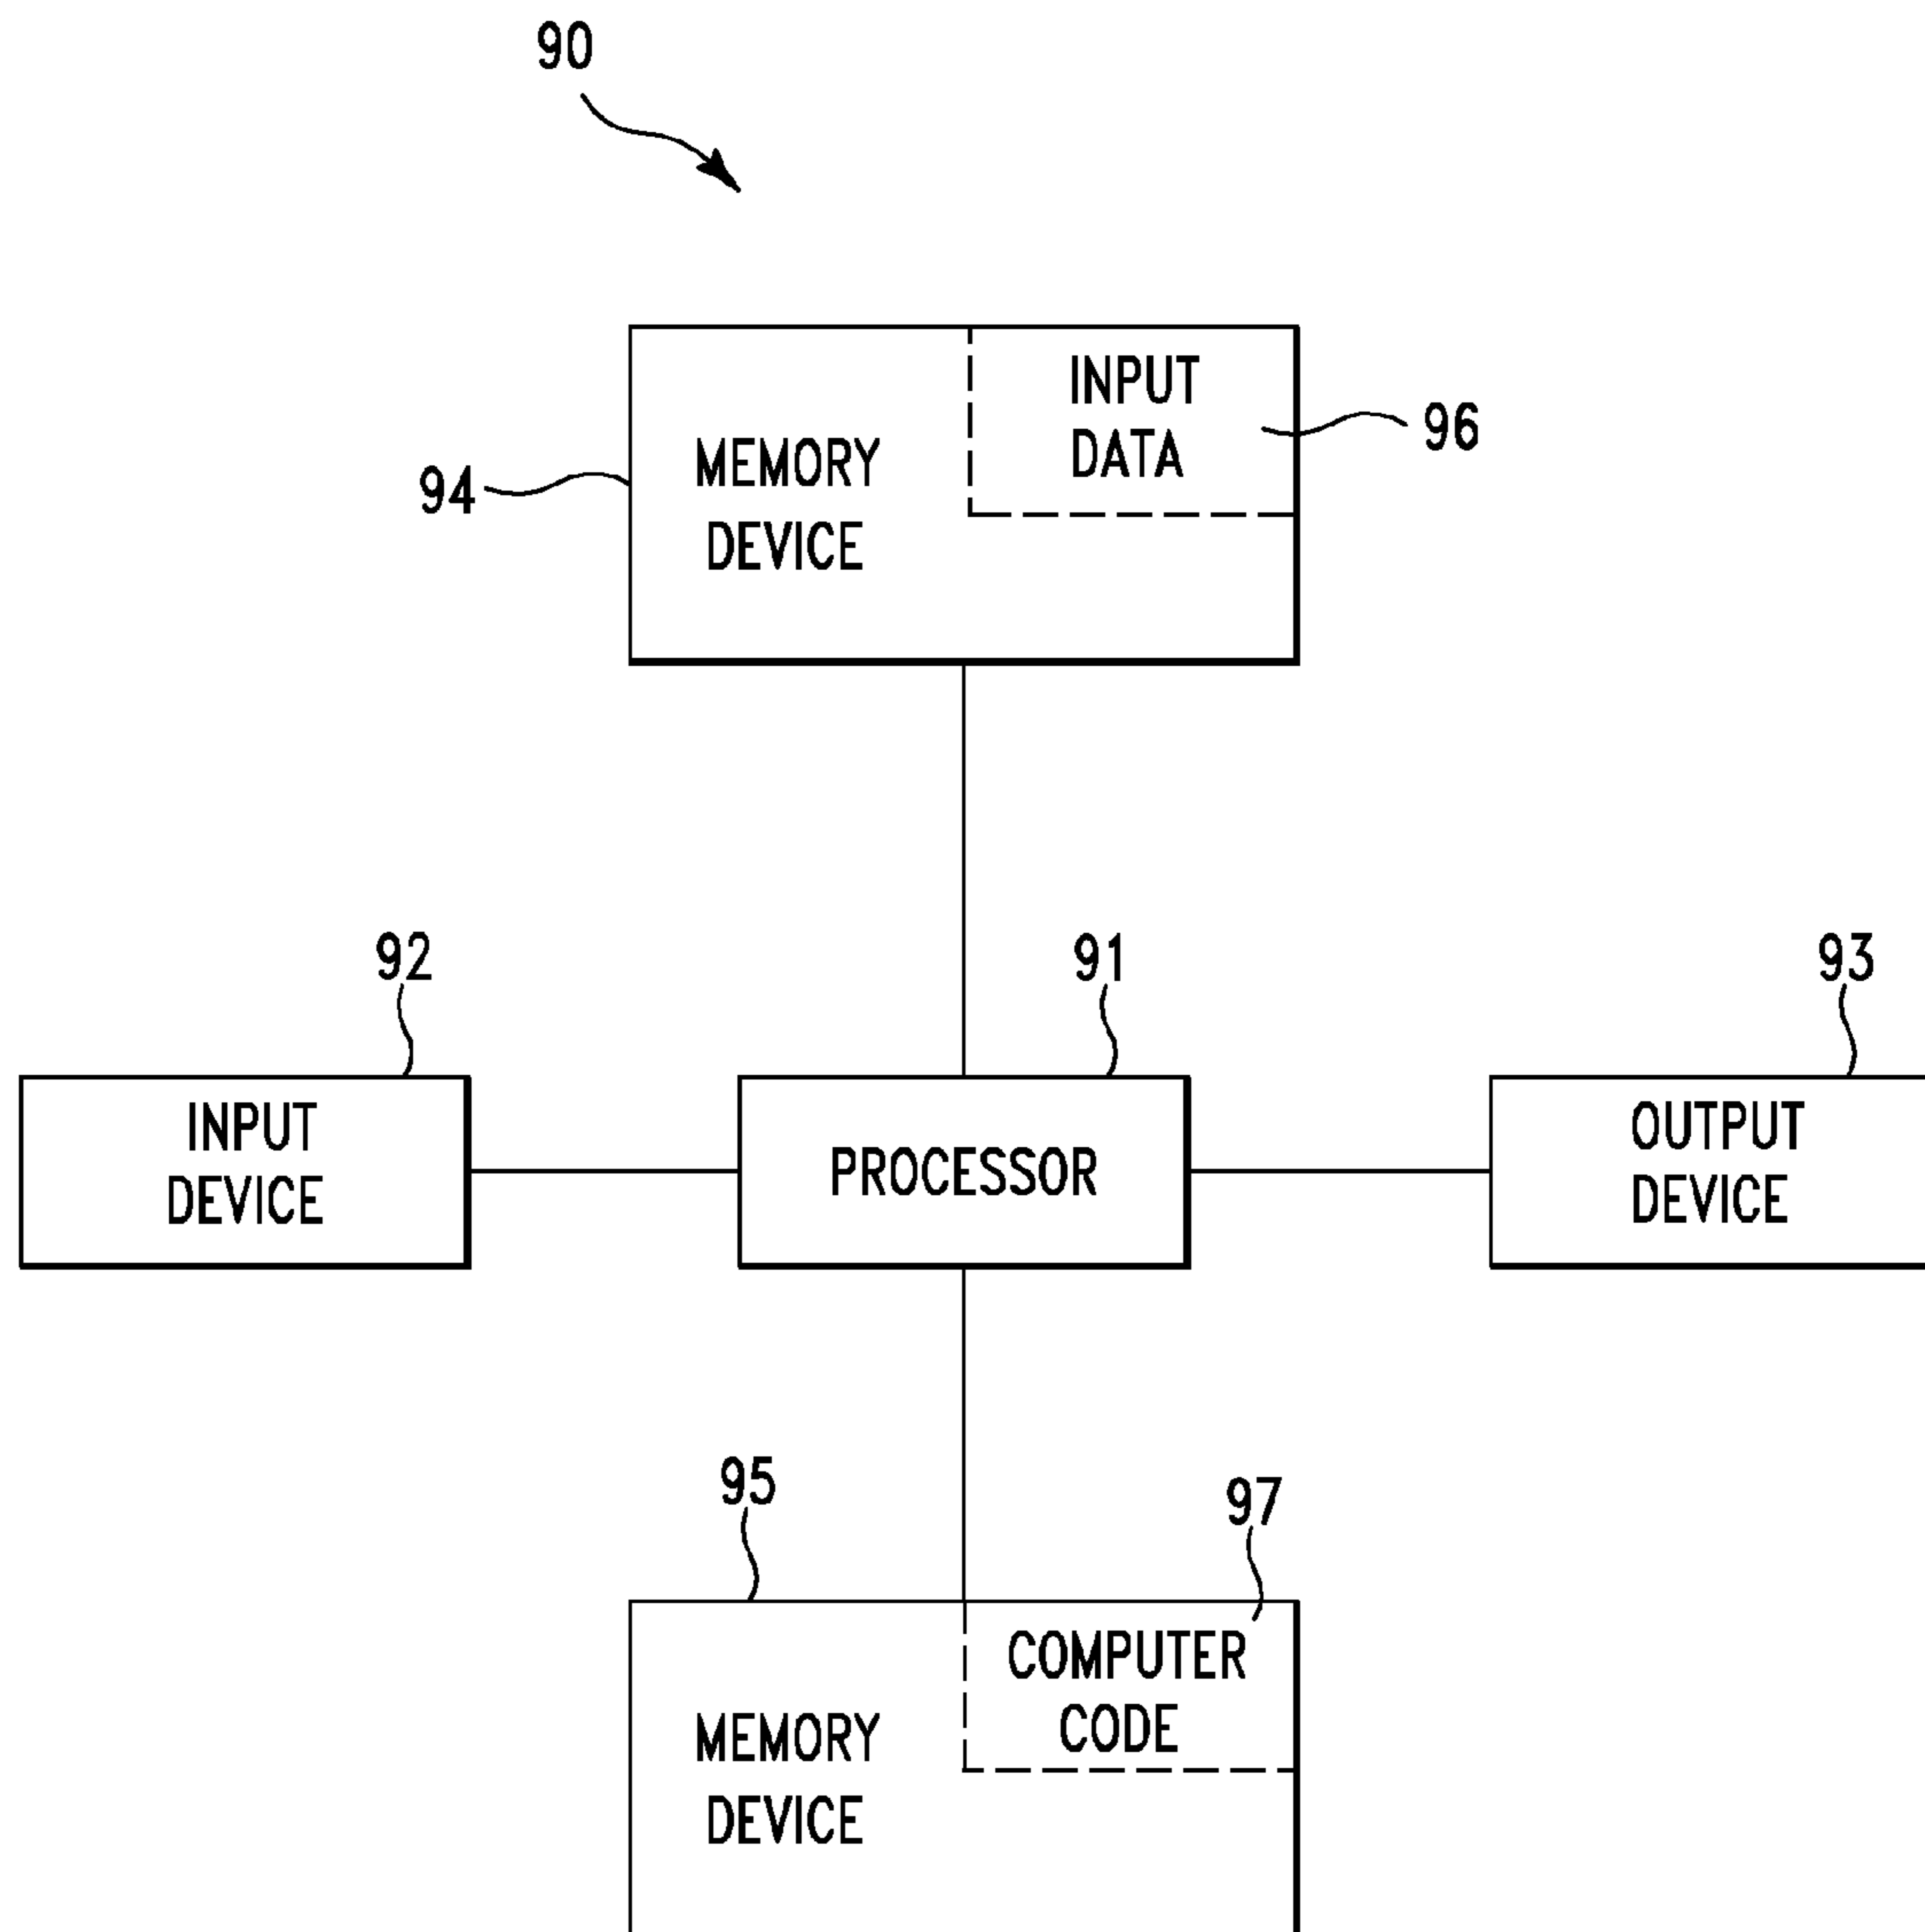 90
INPUT
DATA
96
MEMORY
DEVICE
94
92
91
93
INPUT
DEVICE
PROCESSOR
OUTPUT
DEVICE
95
97
COMPUTER
CODE
MEMORY
DEVICE